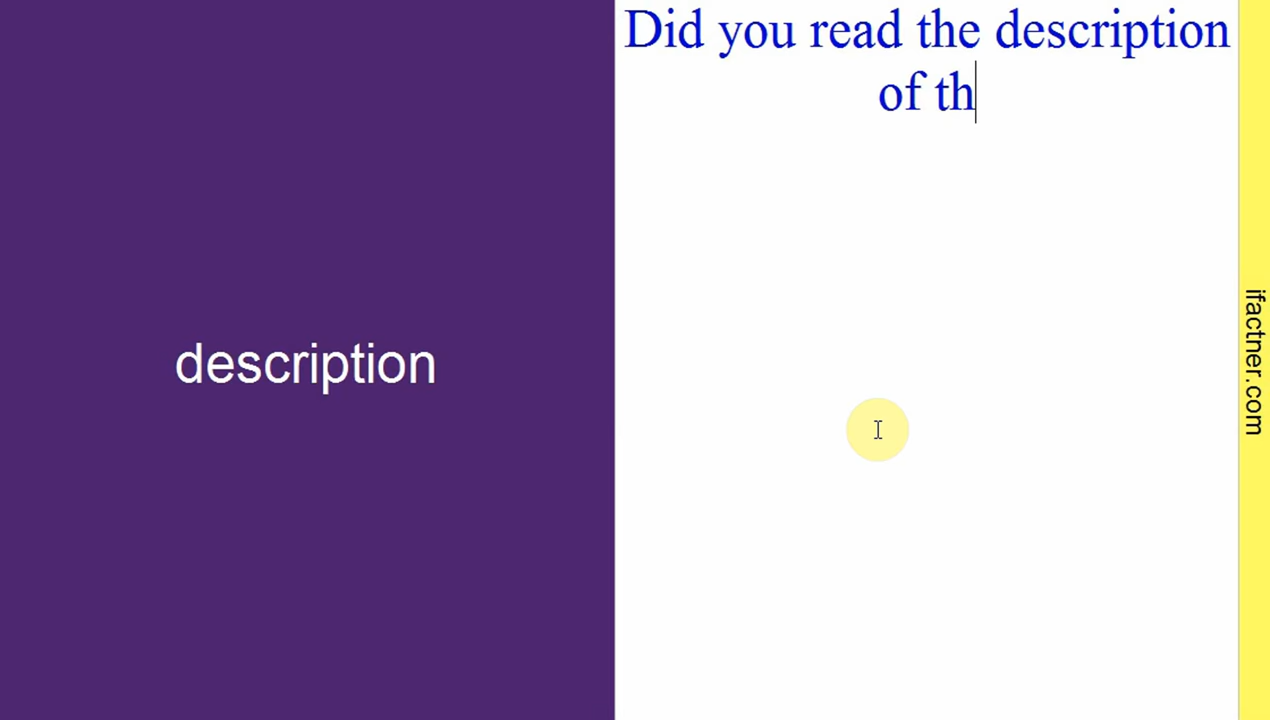 Did you read the description
of th
description
ifactner.com